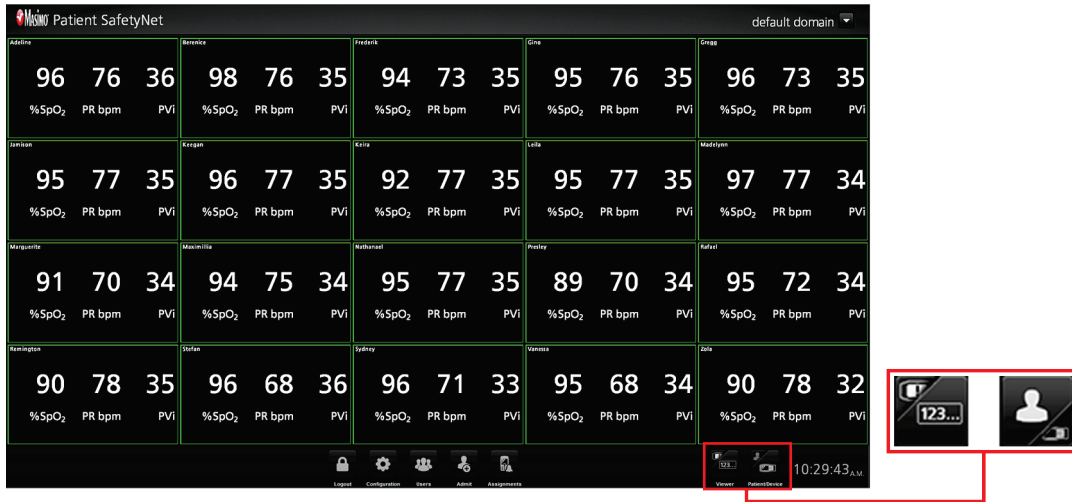 Masimo Patient SafetyNet default domain
Adeline Berenice Frederik Gino Gregg
96 76 36 98 76 35 94 73 35 95 76 35 96 73 35
%SpO2 PR bpm PVi %SpO2 PR bpm PVi %SpO2 PR bpm PVi %SpO2 PR bpm PVi %SpO2 PR bpm PVi
Jamison Keegan Keira Leila Madelynn
95 77 35 96 77 35 92 77 35 95 77 35 97 77 34
%SpO2 PR bpm PVi %SpO2 PR bpm PVi %SpO2 PR bpm PVi %SpO2 PR bpm PVi %SpO2 PR bpm PVi
Marguerite Maximillia Nathanael Presley Rafael
91 70 34 94 75 34 95 77 35 89 70 34 95 72 34
%SpO2 PR bpm PVi %SpO2 PR bpm PVi %SpO2 PR bpm PVi %SpO2 PR bpm PVi %SpO2 PR bpm PVi
Remington Stefan Sydney Vanessa Zola
90 78 35 96 68 36 96 71 33 95 68 34 90 78 32
%SpO2 PR bpm PVi %SpO2 PR bpm PVi %SpO2 PR bpm PVi %SpO2 PR bpm PVi %SpO2 PR bpm PVi
123... 10:29:43 A.M.
Logout Configuration Users Admit Assignments Viewer Patient/Device
123...